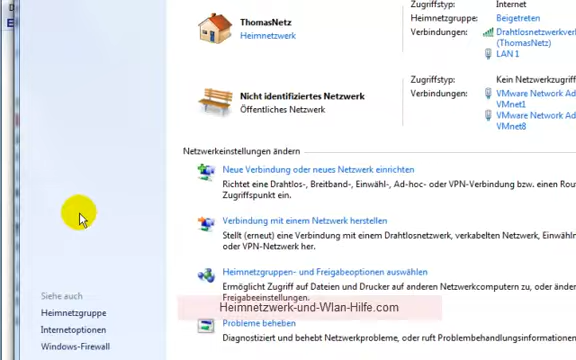 Zugriffstyp: Internet
Heimnetzgruppe: Beigetreten
Verbindungen: Drahtlosnetzwerkver
(ThomasNetz)
LAN 1
ThomasNetz
Heimnetzwerk
Nicht identifiziertes Netzwerk
Öffentliches Netzwerk
Zugriffstyp: Kein Netzwerkzugriff
Verbindungen: VMware Network Ad
VMnet1
VMware Network Ad
VMnet8
Netzwerkeinstellungen ändern
Neue Verbindung oder neues Netzwerk einrichten
Richtet eine Drahtlos-, Breitband-, Einwähl-, Ad-hoc- oder VPN-Verbindung bzw. einen Rou
Zugriffspunkt ein.
Verbindung mit einem Netzwerk herstellen
Stellt (erneut) eine Verbindung mit einem Drahtlosnetzwerk, verkabelten Netzwerk, Einwähln
oder VPN-Netzwerk her.
Heimnetzgruppen- und Freigabeoptionen auswählen
Ermöglicht Zugriff auf Dateien und Drucker auf anderen Netzwerkcomputern zu, oder änder
Freigabeeinstellungen.
Heimnetzwerk-und-Wlan-Hilfe.com
Probleme beheben
Diagnostiziert und behebt Netzwerkprobleme, oder ruft Problembehandlungsinformationen
Siehe auch
Heimnetzgruppe
Internetoptionen
Windows-Firewall